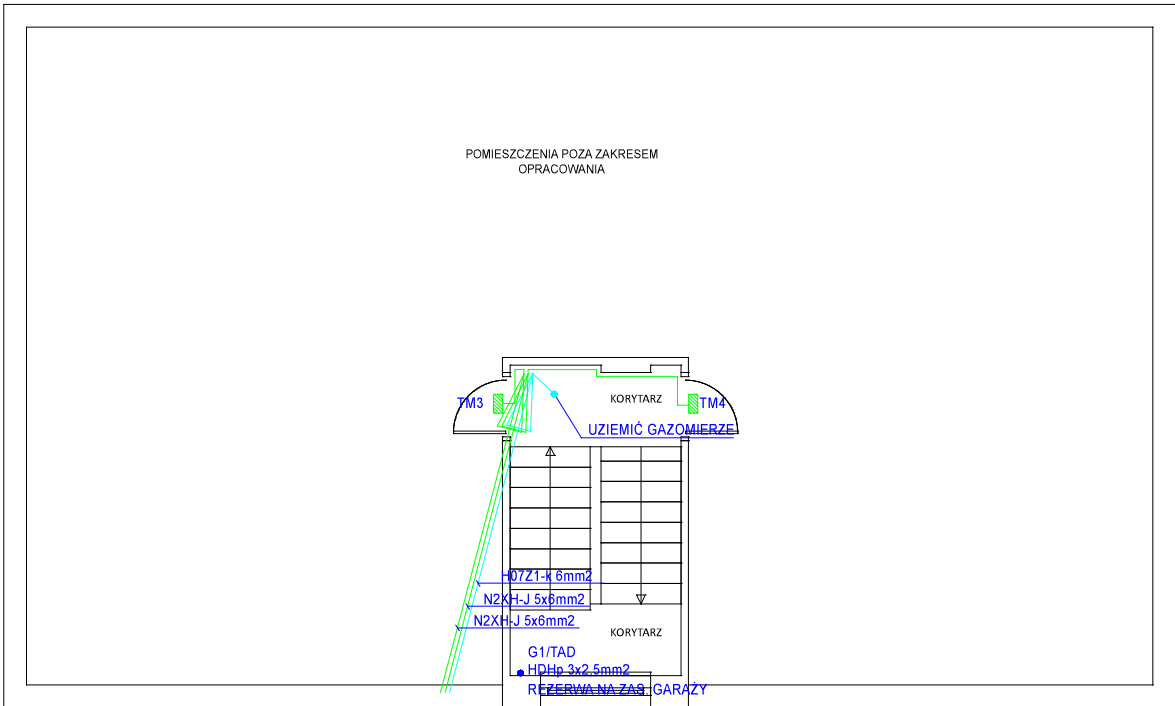 POMIESZCZENIA POZA ZAKRESEM
OPRACOWANIA
KORYTARZ
TM3
TM4
UZIEMIĆ GAZOMIERZE
H07Z1-k 6mm2
N2XH-J 5x6mm2
N2XH-J 5x6mm2
KORYTARZ
G1/TAD
HDHp 3x2.5mm2
REZERWA NA ZAS. GARAŻY